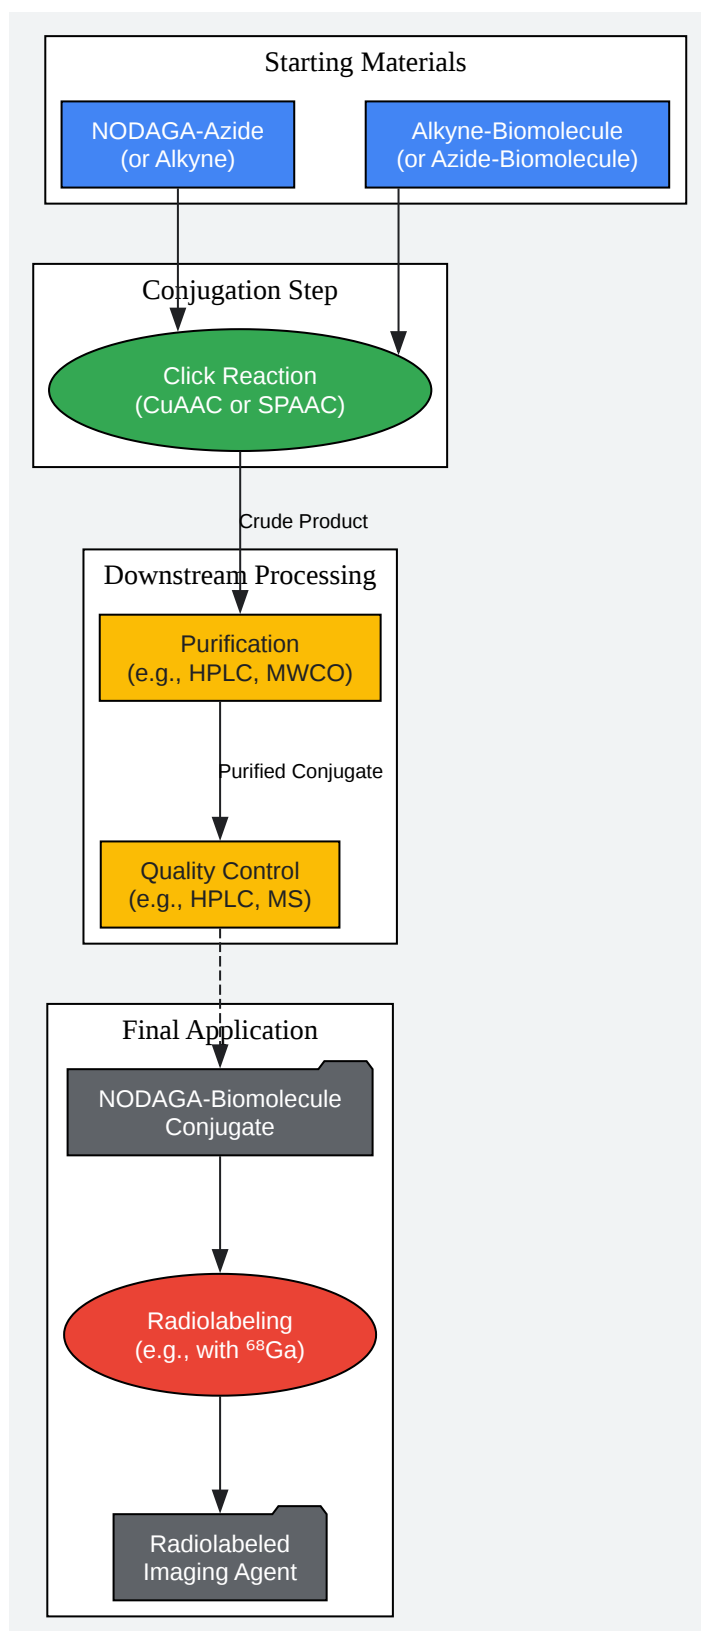 Starting Materials
NODAGA-Azide
(or Alkyne)
Alkyne-Biomolecule
(or Azide-Biomolecule)
Conjugation Step
Click Reaction
(CuAAC or SPAAC)
Crude Product
Downstream Processing
Purification
(e.g., HPLC, MWCO)
Purified Conjugate
Quality Control
(e.g., HPLC, MS)
Final Application
NODAGA-Biomolecule
Conjugate
Radiolabeling
(e.g., with ⁶⁸Ga)
Radiolabeled
Imaging Agent